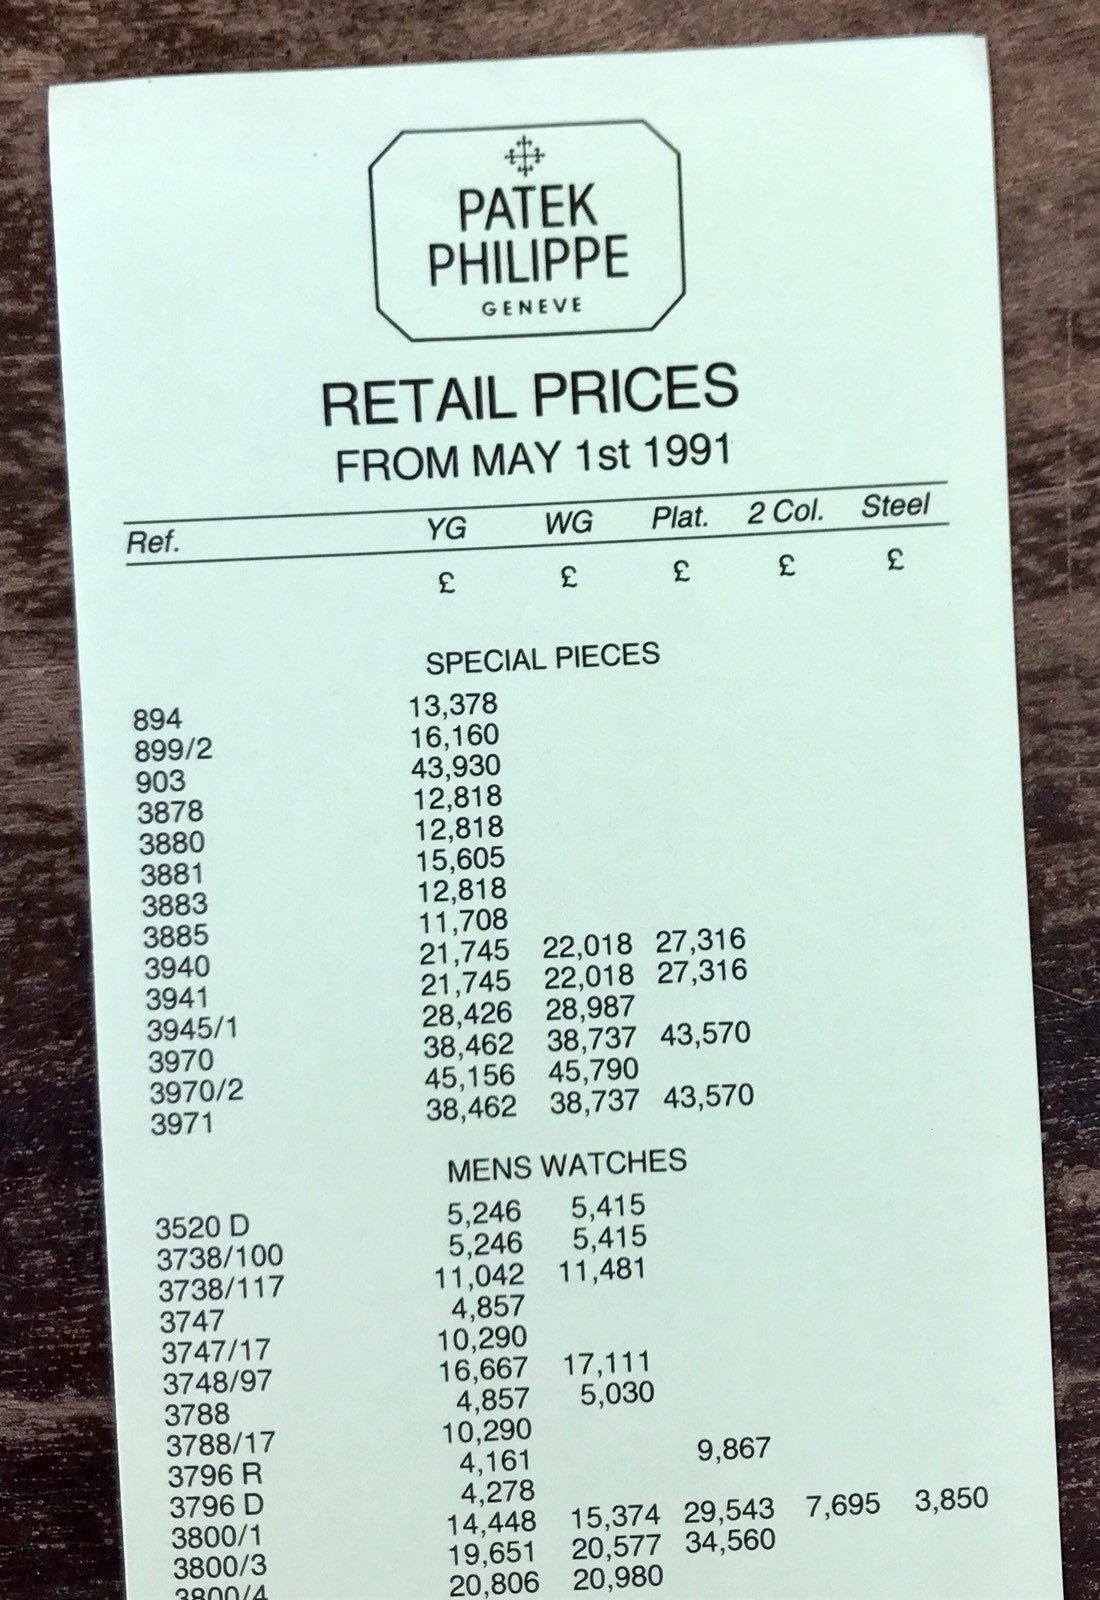 PATEK
PHILIPPE
GENEVE
RETAIL PRICES
FROM MAY 1st 1991
Ref. YG WG Plat. 2 Col. Steel
£ £ £ £ £
SPECIAL PIECES
894 13,378
899/2 16,160
903 43,930
3878 12,818
3880 12,818
3881 15,605
3883 12,818
3885 11,708
3940 21,745 22,018 27,316
3941 21,745 22,018 27,316
3945/1 28,426 28,987
3970 38,462 38,737 43,570
3970/2 45,156 45,790
3971 38,462 38,737 43,570
MENS WATCHES
3520 D 5,246 5,415
3738/100 5,246 5,415
3738/117 11,042 11,481
3747 4,857
3747/17 10,290
3748/97 16,667 17,111
3788 4,857 5,030
3788/17 10,290
3796 R 4,161 9,867
3796 D 4,278
3800/1 14,448 15,374 29,543 7,695 3,850
3800/3 19,651 20,577 34,560
3800/4 20,806 20,980